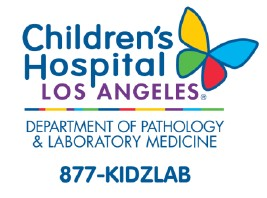 Children's
Hospital
LOS ANGELES®
DEPARTMENT OF PATHOLOGY
& LABORATORY MEDICINE
877-KIDZLAB